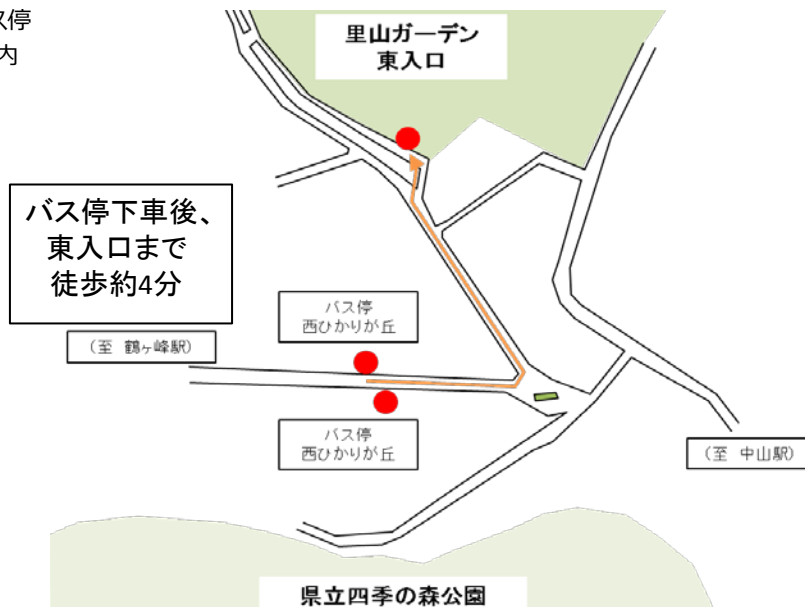 ス停
内
里山ガーデン
東入口
バス停下車後、
東入口まで
徒歩約4分
バス停
西ひかりが丘
(至 鶴ヶ峰駅)
バス停
西ひかりが丘
(至 中山駅)
県立四季の森公園